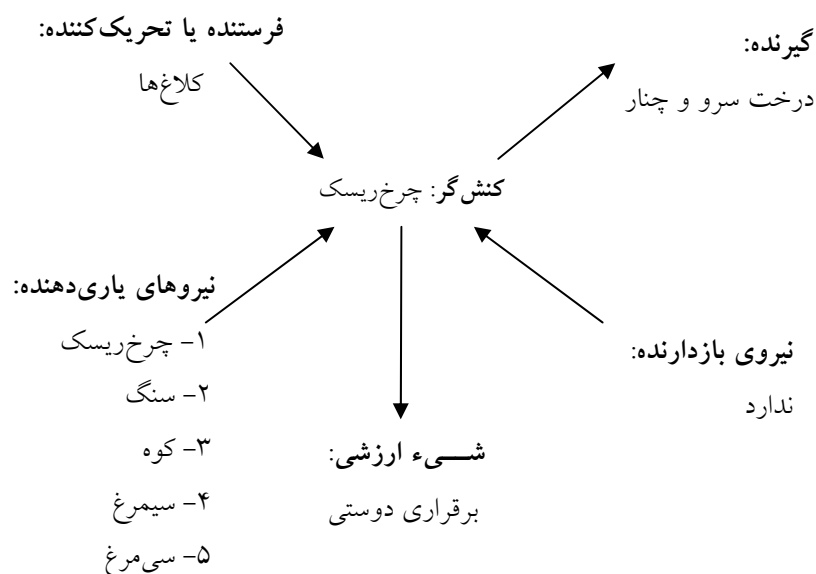 فرستنده یا تحریک‌کننده:
کلاغ‌ها
گیرنده:
درخت سرو و چنار
کنش‌گر: چرخ‌ریسک
نیروهای یاری‌دهنده:
۱- چرخ‌ریسک
۲- سنگ
۳- کوه
۴- سیمرغ
۵- سی‌مرغ
نیروی بازدارنده:
ندارد
شـــیء ارزشی:
برقراری دوستی